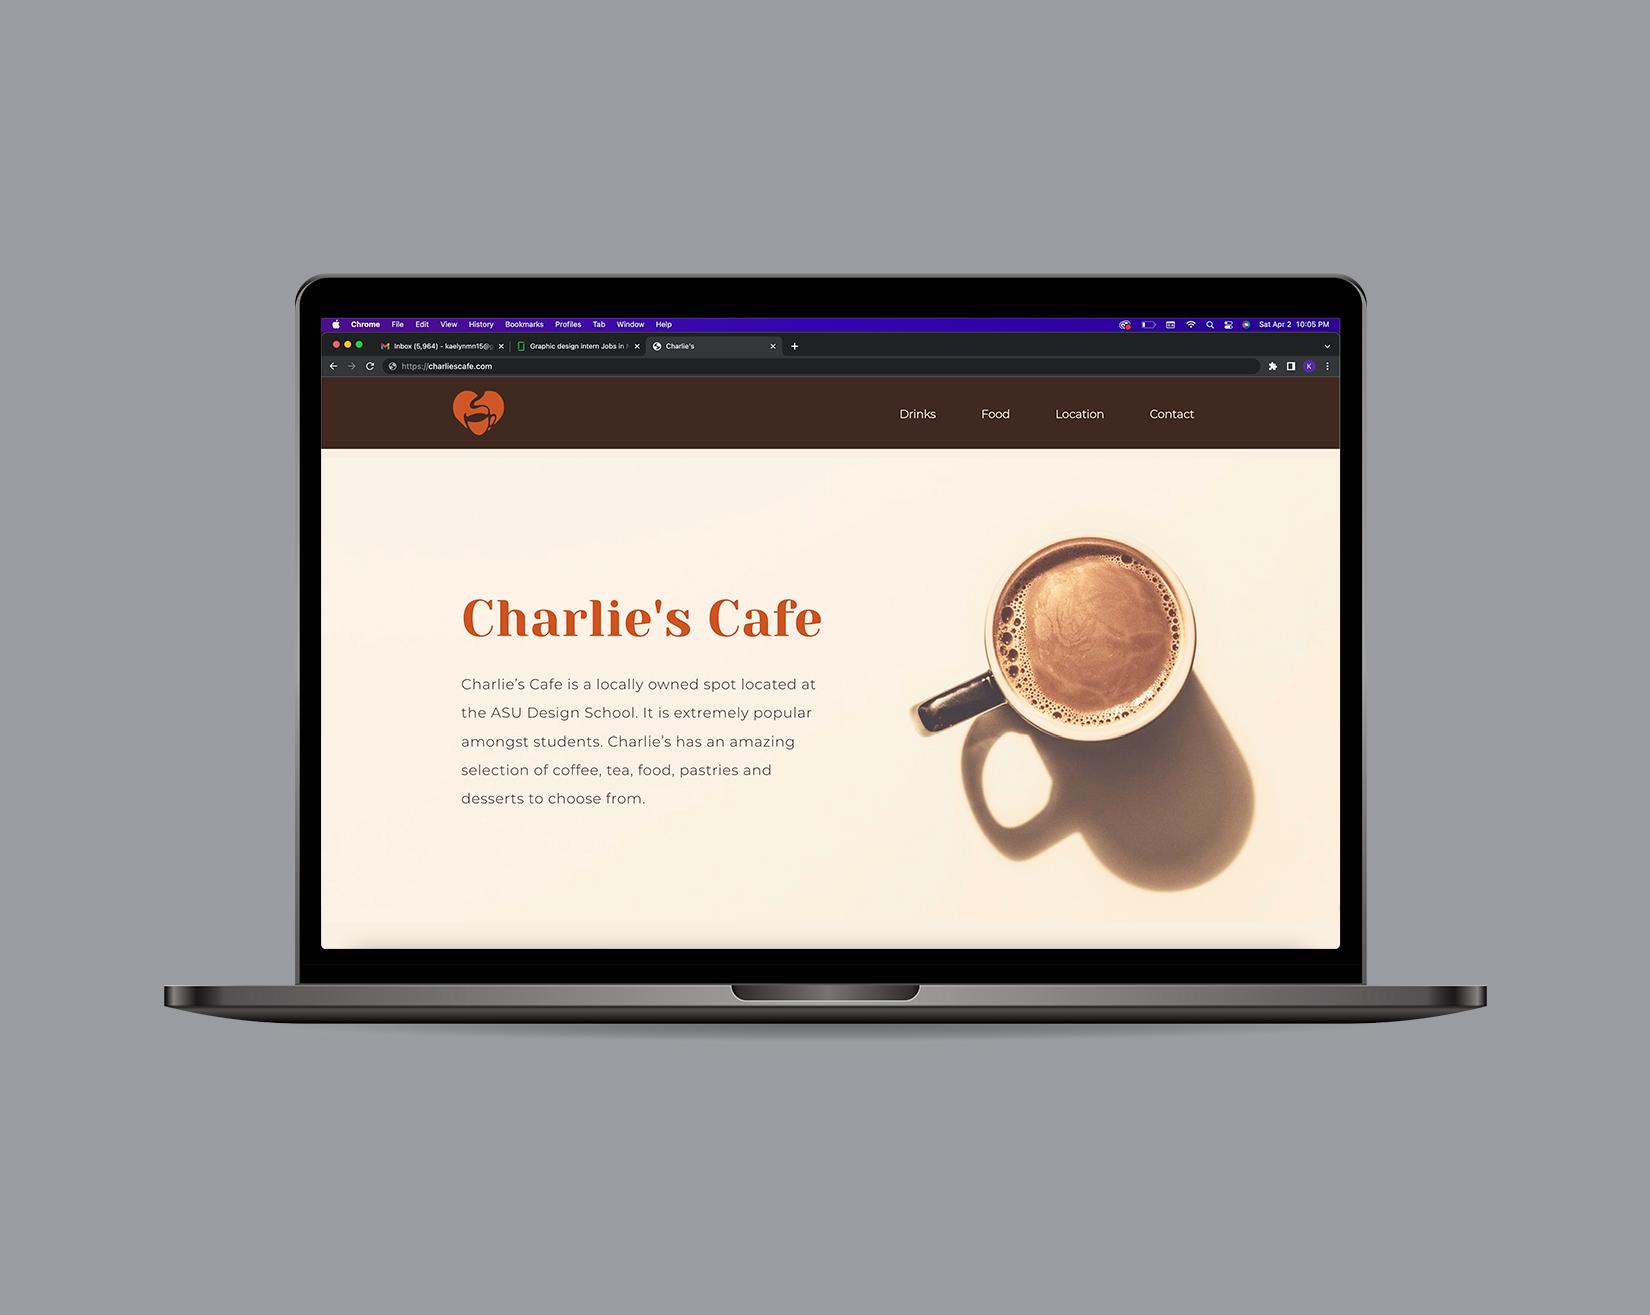 Chrome File Edit View History Bookmarks Profiles Tab Window Help Sat Apr 2 10:05 PM
Inbox (5,964) - kaelynmn15@ Graphic design intern Jobs in Charlie's
https://charliescafe.com K
Drinks Food Location Contact
Charlie's Cafe
Charlie's Cafe is a locally owned spot located at
the ASU Design School. It is extremely popular
amongst students. Charlie's has an amazing
selection of coffee, tea, food, pastries and
desserts to choose from.